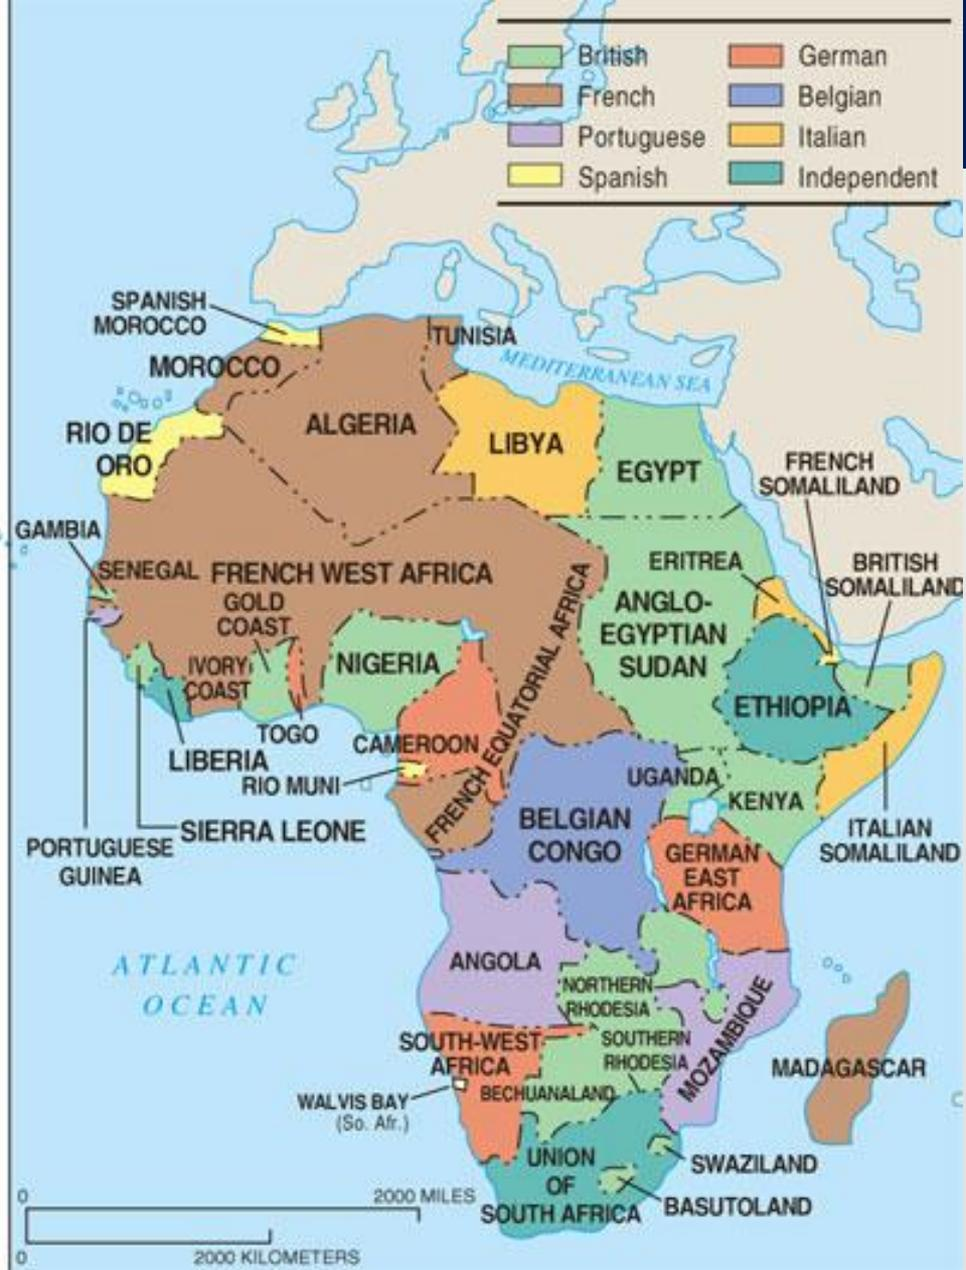 British
French
Portuguese
Spanish
German
Belgian
Italian
Independent
SPANISH
MOROCCO
MOROCCO
TUNISIA
MEDITERRANEAN SEA
ALGERIA
LIBYA
EGYPT
RIO DE
ORO
FRENCH
SOMALILAND
GAMBIA
SENEGAL
FRENCH WEST AFRICA
ERITREA
BRITISH
SOMALILAND
GOLD
COAST
ANGLO-
EGYPTIAN
SUDAN
IVORY
COAST
NIGERIA
FRENCH EQUATORIAL AFRICA
ETHIOPIA
TOGO
LIBERIA
CAMEROON
RIO MUNI
UGANDA
KENYA
SIERRA LEONE
PORTUGUESE
GUINEA
BELGIAN
CONGO
ITALIAN
SOMALILAND
GERMAN
EAST
AFRICA
ATLANTIC
OCEAN
ANGOLA
NORTHERN
RHODESIA
MOZAMBIQUE
SOUTH-WEST
AFRICA
SOUTHERN
RHODESIA
MADAGASCAR
WALVIS BAY
(So. Afr.)
BECHUANALAND
UNION
OF
SOUTH AFRICA
SWAZILAND
BASUTOLAND
0
2000 MILES
0
2000 KILOMETERS